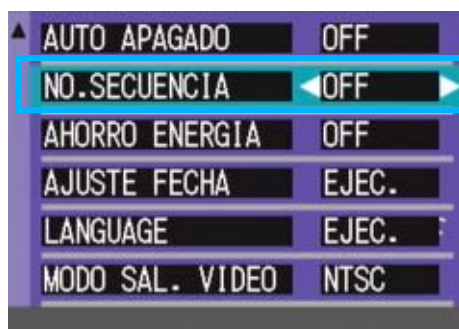 AUTO APAGADO OFF
NO.SECUENCIA OFF
AHORRO ENERGIA OFF
AJUSTE FECHA EJEC.
LANGUAGE EJEC.
MODO SAL. VIDEO NTSC